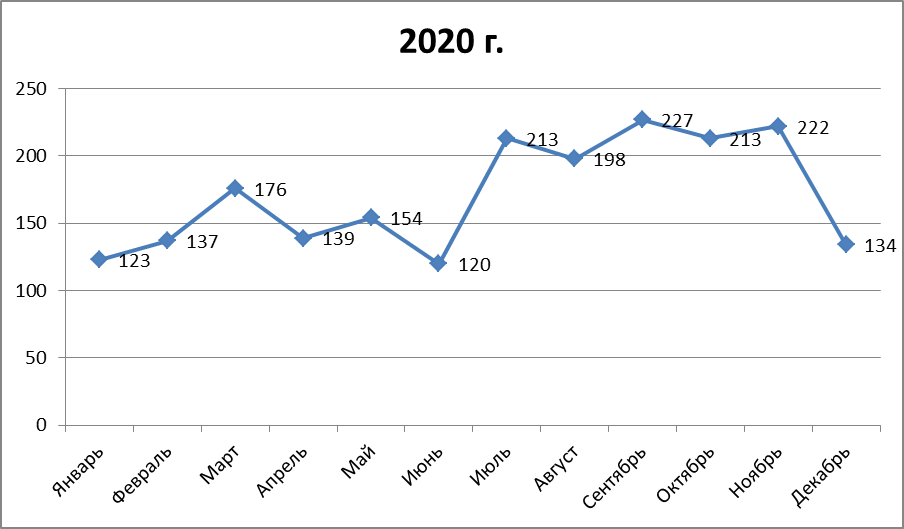 2020 г.
250
200
150
100
50
0
123
137
176
139
154
120
213
198
227
213
222
134
Январь
Февраль
Март
Апрель
Май
Июнь
Июль
Август
Сентябрь
Октябрь
Ноябрь
Декабрь